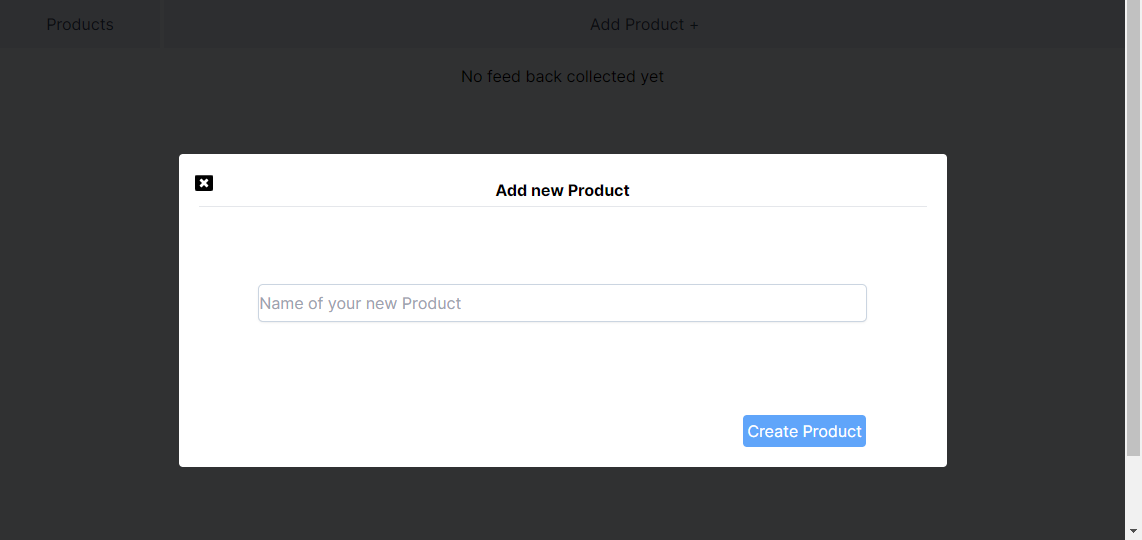 Products
Add Product +
No feed back collected yet
Add new Product
Name of your new Product
Create Product